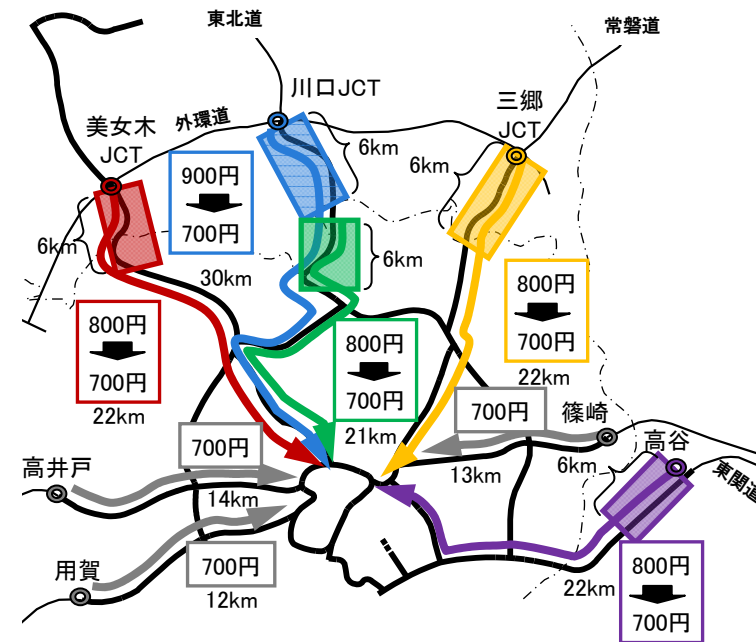 東北道
常磐道
川口JCT
三郷
JCT
外環道
美女木
JCT
6km
6km
900円
700円
6km
30km
6km
800円
700円
22km
800円
700円
22km
800円
700円
21km
700円
篠崎
高谷
東関道
700円
高井戸
14km
13km
6km
用賀
700円
12km
22km
800円
700円